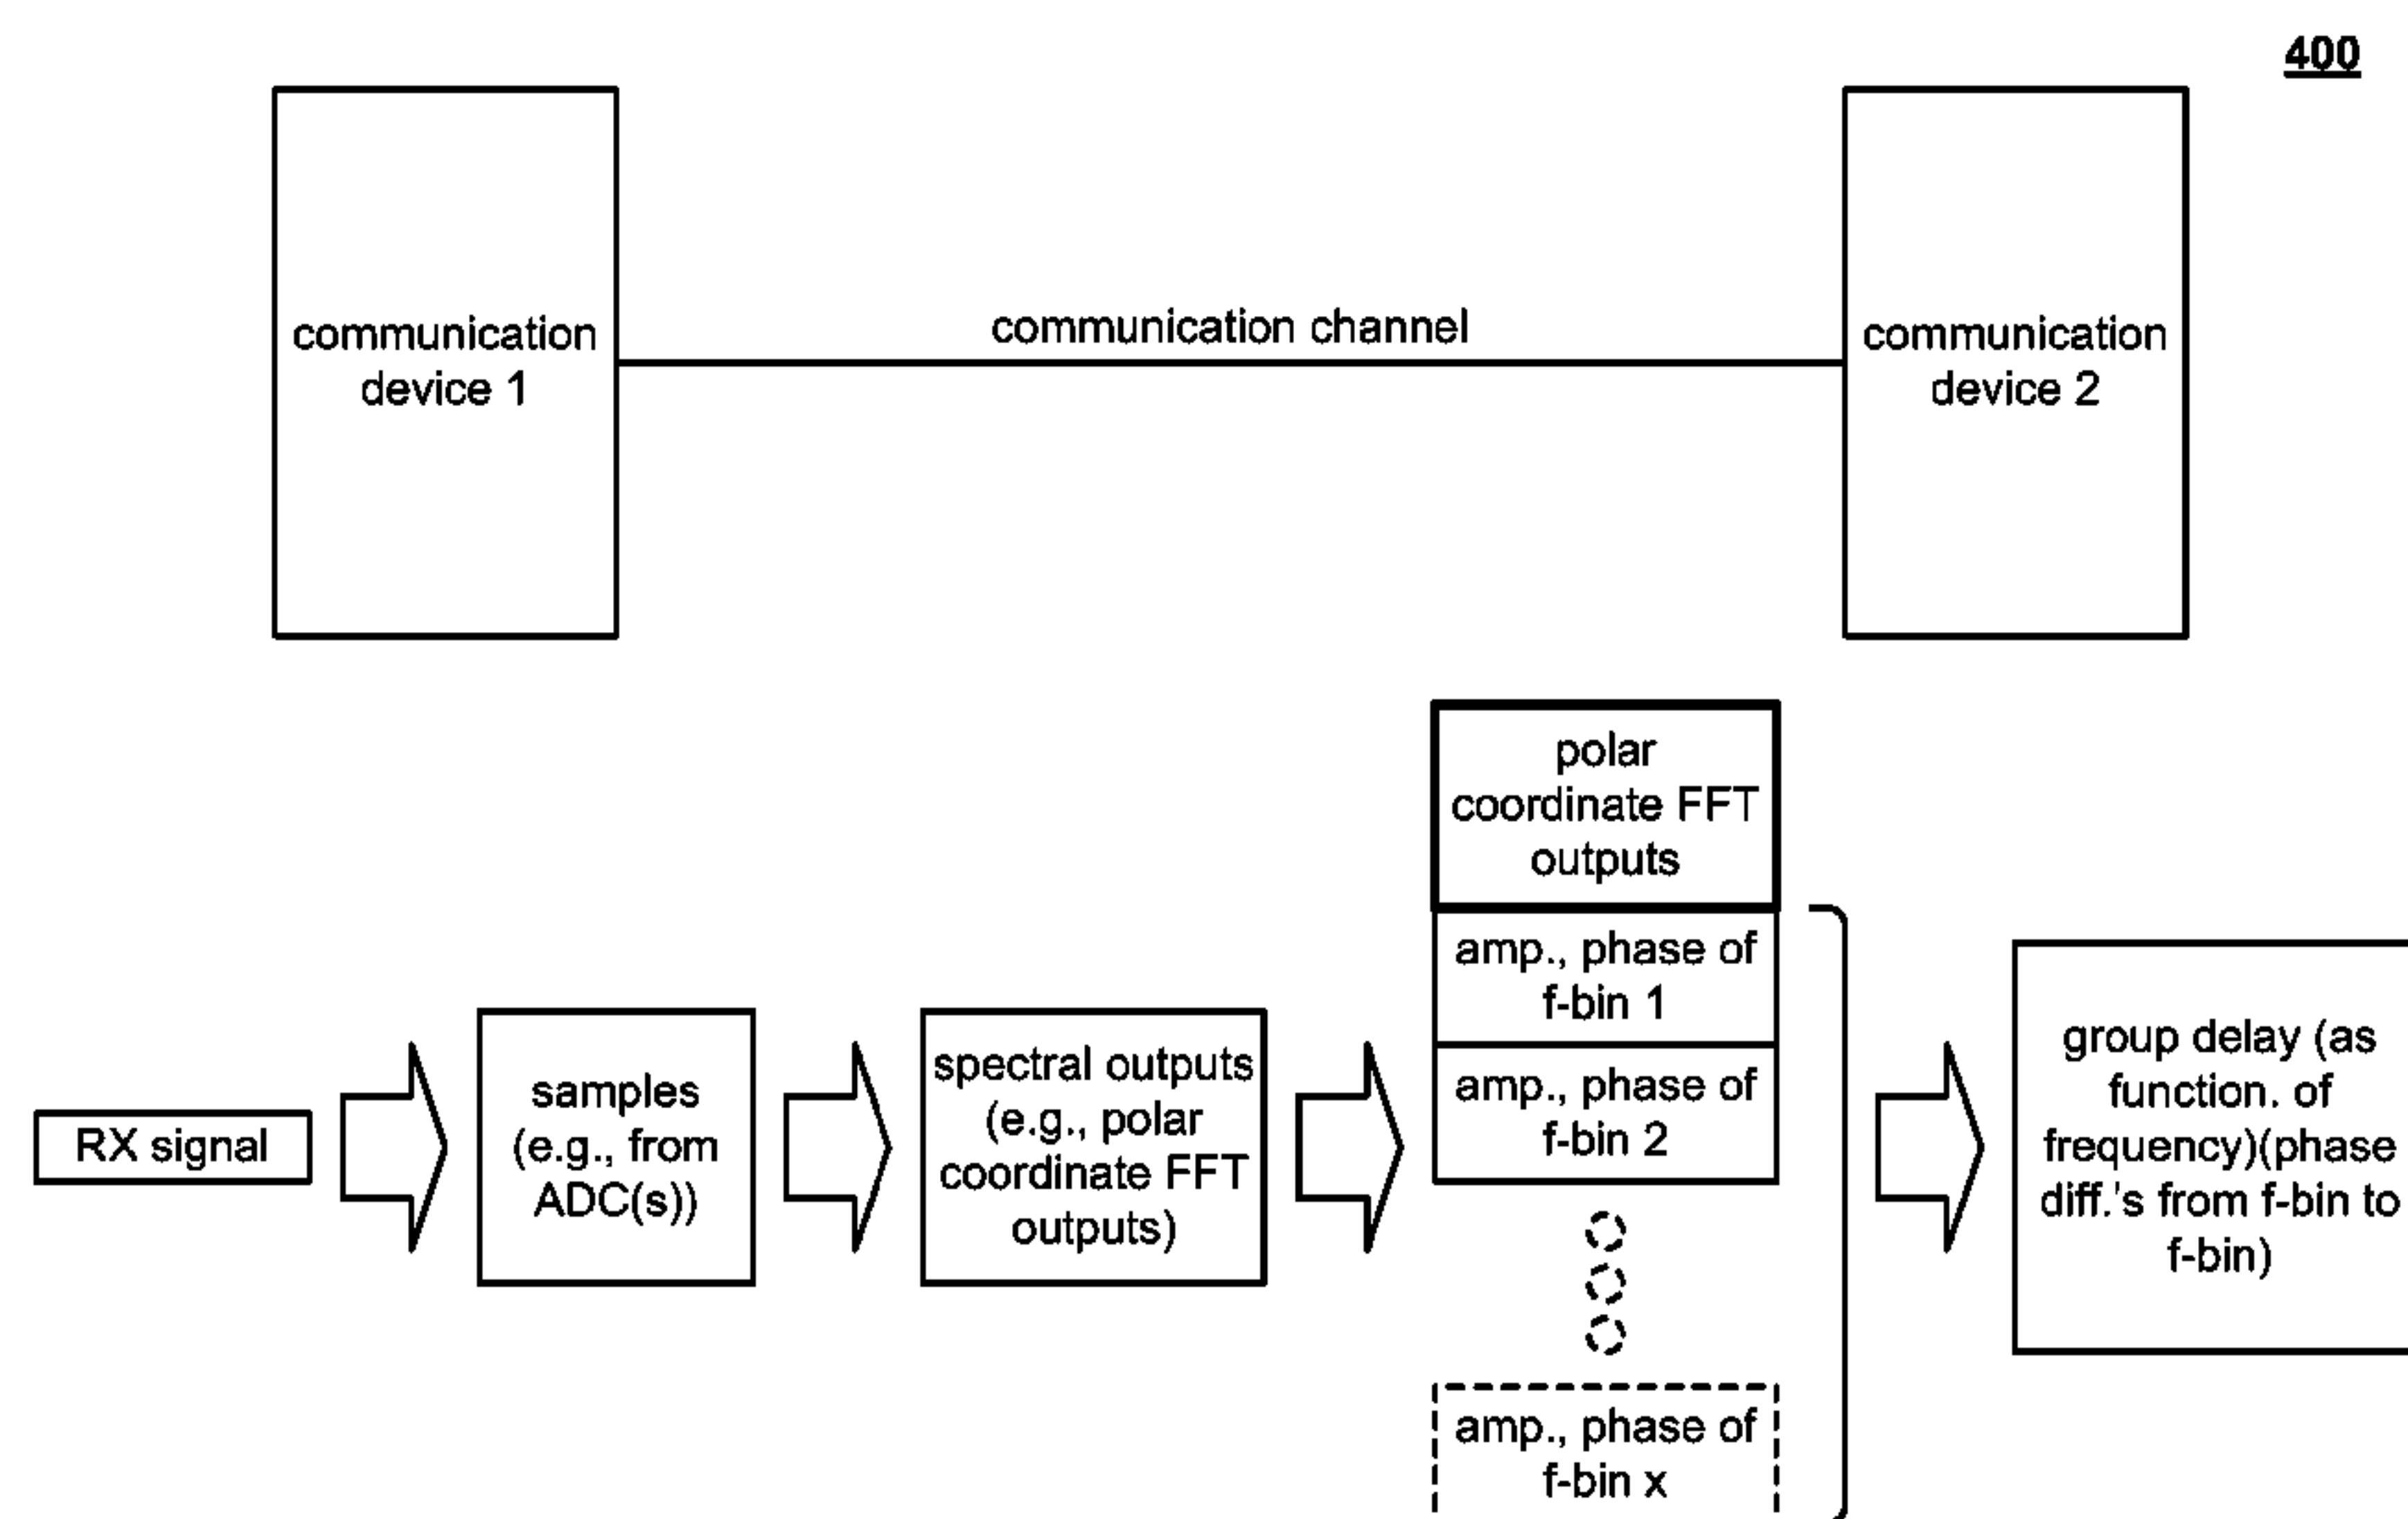 400
communication
device 1
communication channel
communication
device 2
RX signal
samples
(e.g., from
ADC(s))
spectral outputs
(e.g., polar
coordinate FFT
outputs)
polar
coordinate FFT
outputs
amp., phase of
f-bin 1
amp., phase of
f-bin 2
amp., phase of
f-bin x
group delay (as
function. of
frequency)(phase
diff.'s from f-bin to
f-bin)